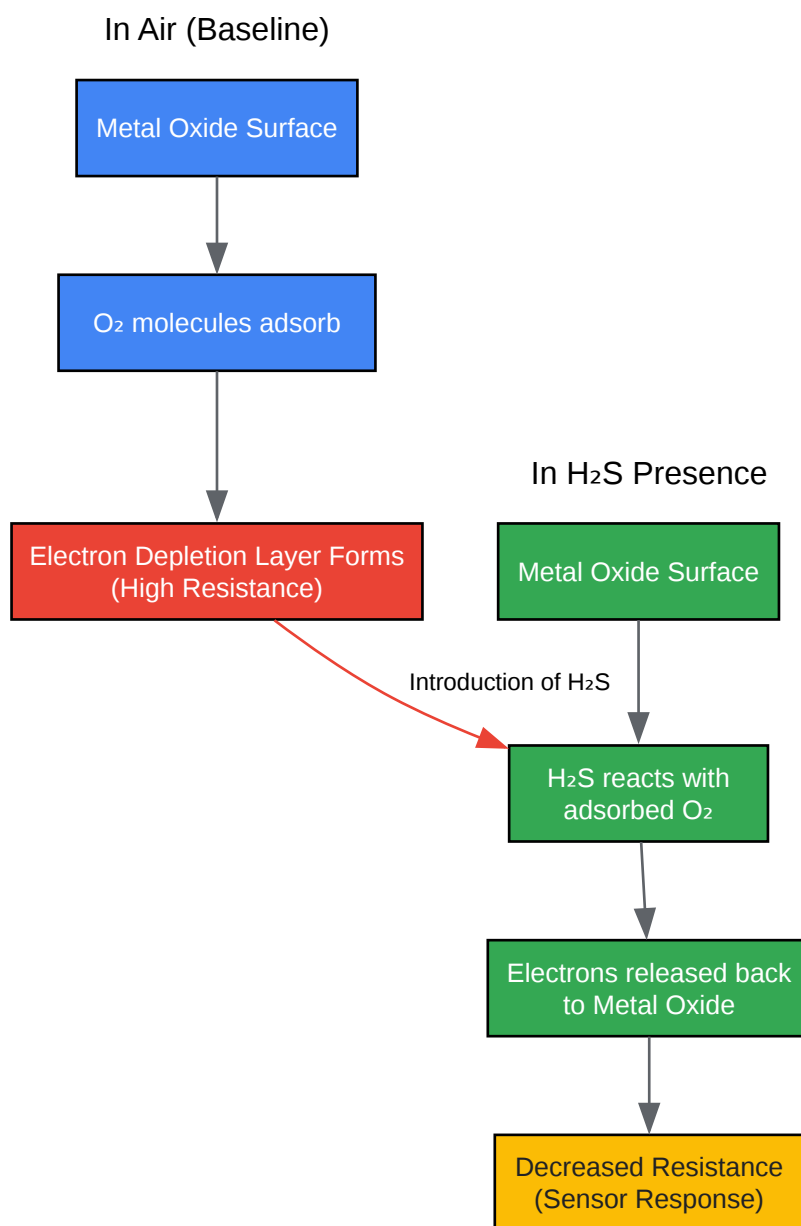 In Air (Baseline)
Metal Oxide Surface
O₂ molecules adsorb
Electron Depletion Layer Forms
(High Resistance)
In H₂S Presence
Metal Oxide Surface
Introduction of H₂S
H₂S reacts with
adsorbed O₂
Electrons released back
to Metal Oxide
Decreased Resistance
(Sensor Response)